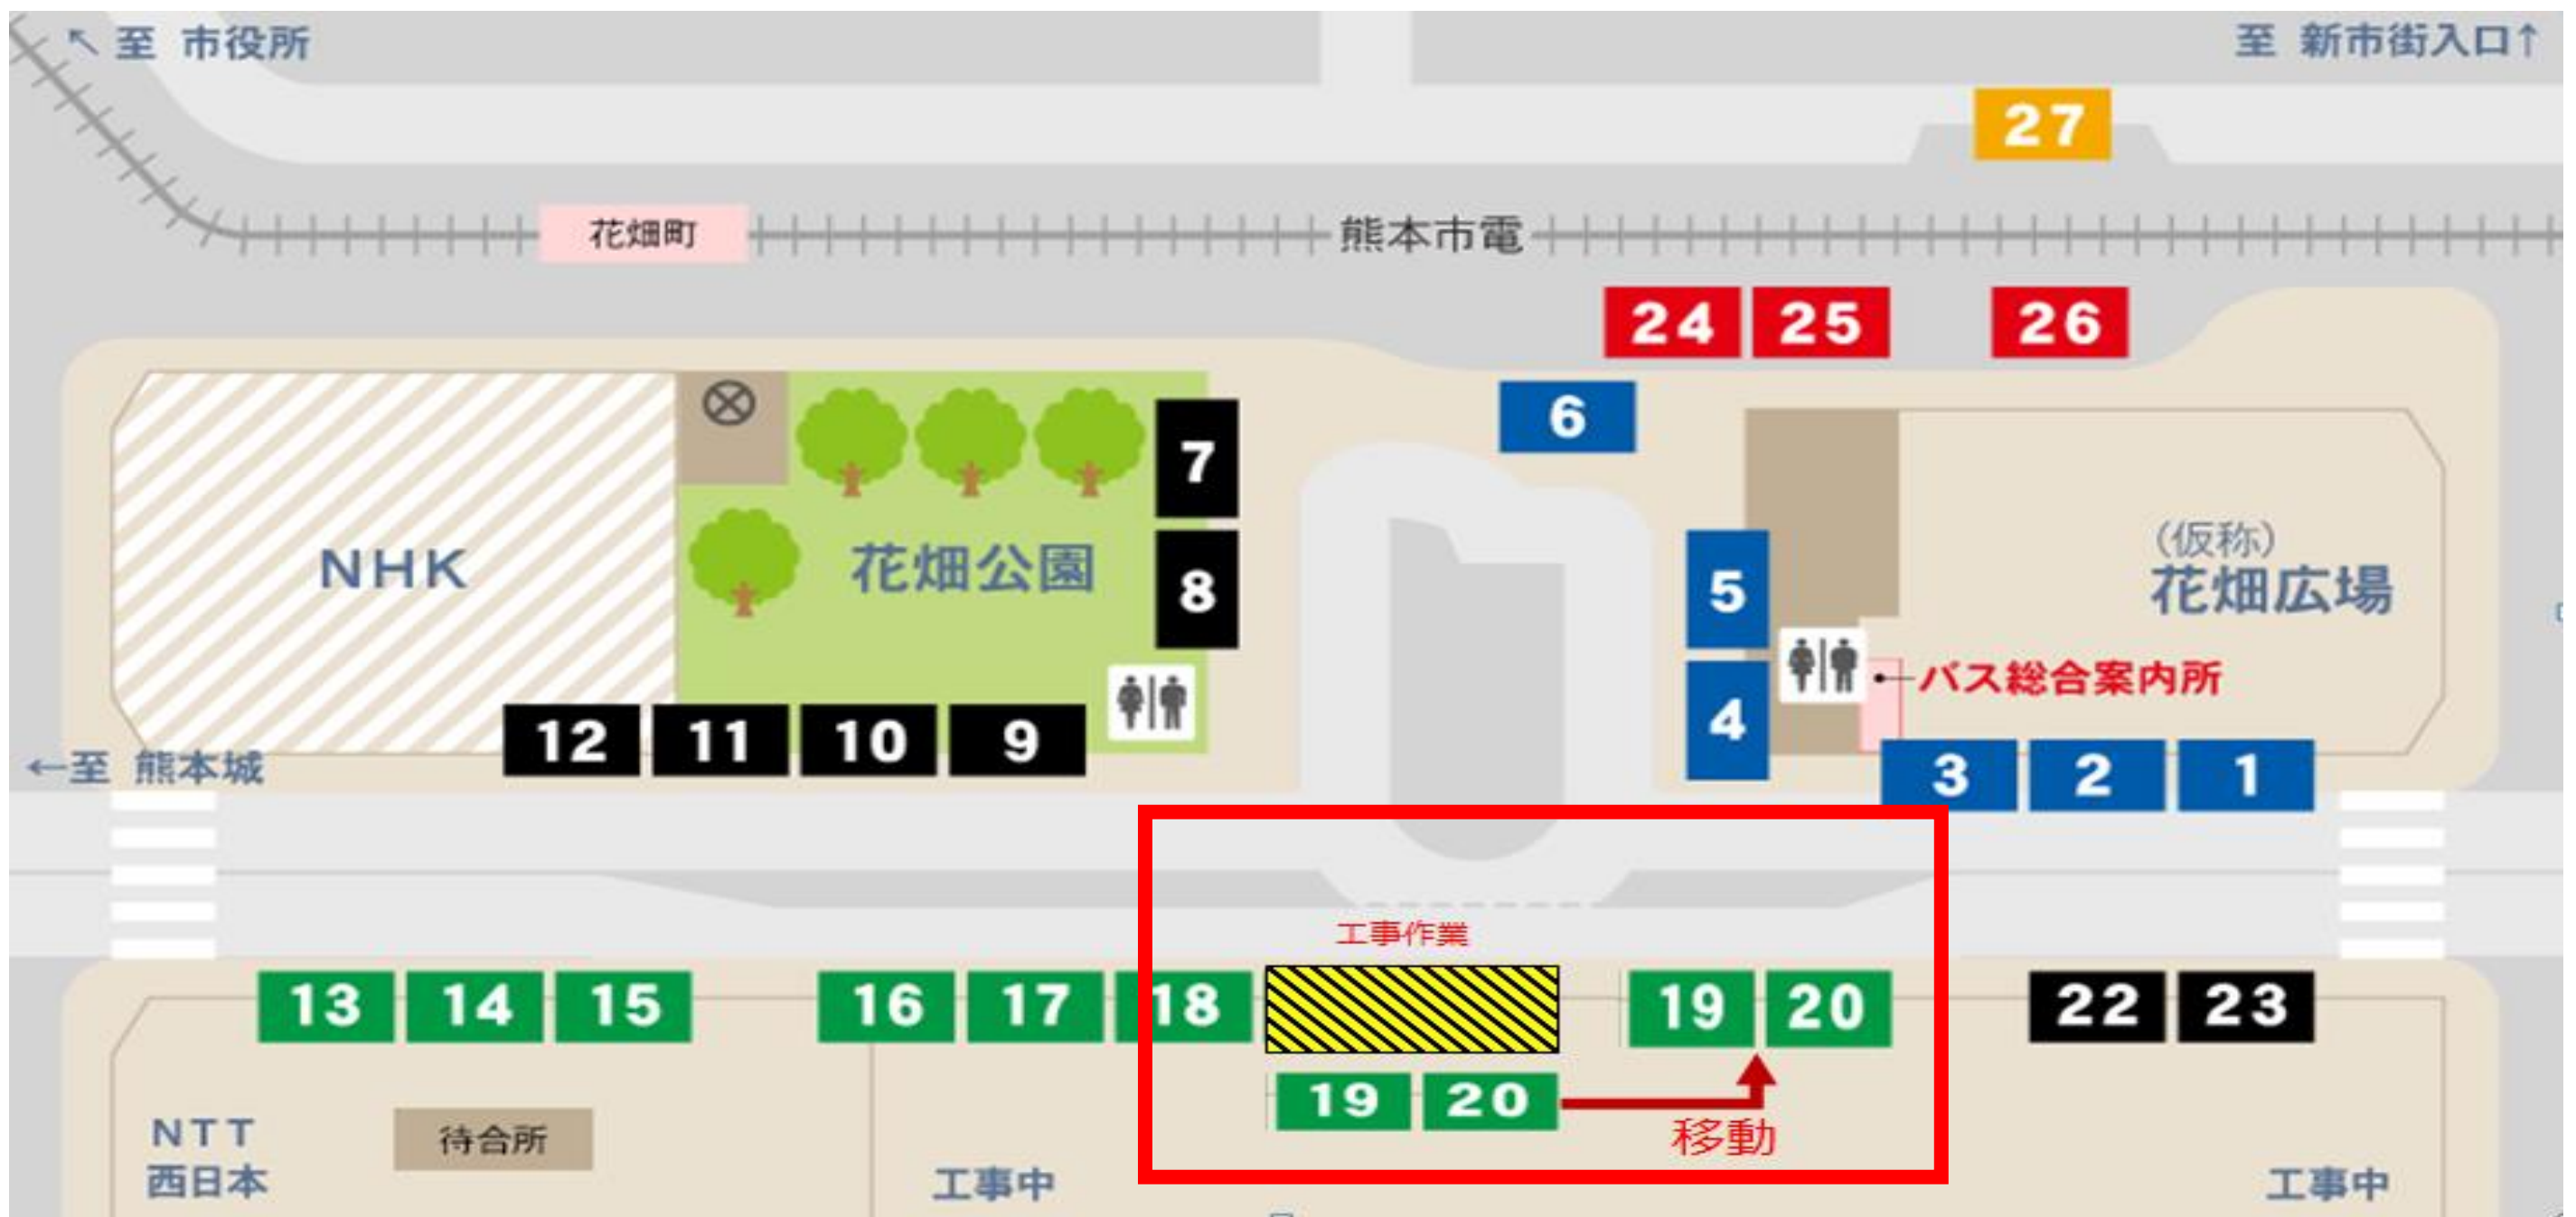 ↖ 至 市役所
至 新市街入口↑
27
花畑町
熊本市電
24 25 26
6
7
NHK
花畑公園
8
5
(仮称)
花畑広場
4
バス総合案内所
12 11 10 9
3 2 1
←至 熊本城
工事作業
13 14 15 16 17 18 19 20 22 23
19 20
移動
NTT
西日本
待合所
工事中
工事中